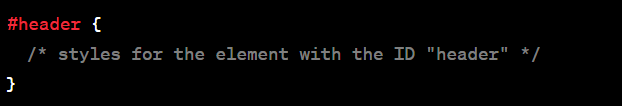 #header {
/* styles for the element with the ID "header" */
}